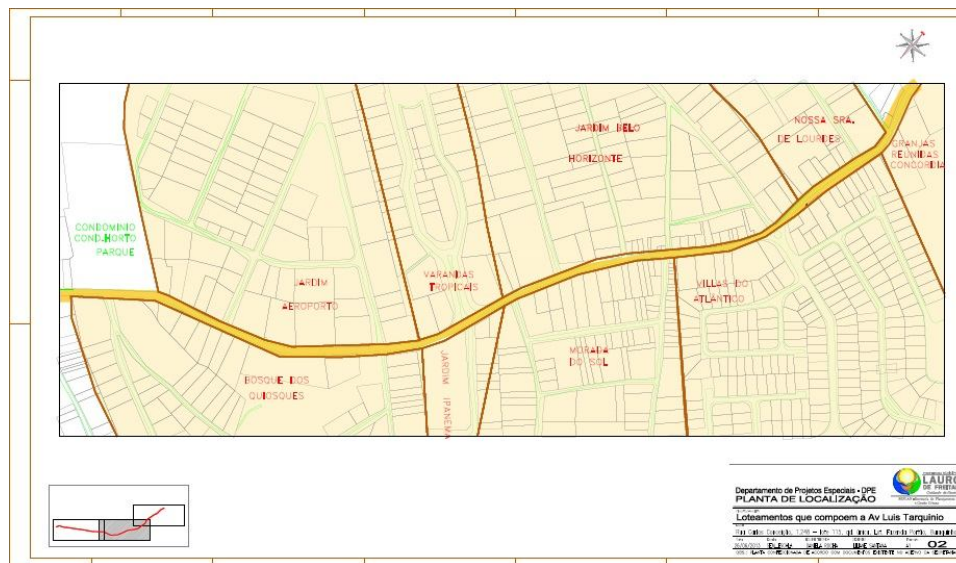 NOSSA SRA.
DE LOURDES
JARDIM BELO
HORIZONTE
GRANJAS
REUNIDAS
CONCORDIA
CONDOMINIO
COND.HORTO
PARQUE
JARDIM
AEROPORTO
VARANDAS
TROPICAIS
VILLAS DO
ATLÂNTICO
MORADA
DO SOL
BOSQUE DOS
QUIOSQUES
JARDIM IPANEMA
LAURO
DE FREITAS
Departamento de Projetos Especiais - DPE
PLANTA DE LOCALIZAÇÃO
Loteamentos que compoem a Av Luis Tarquinio
02